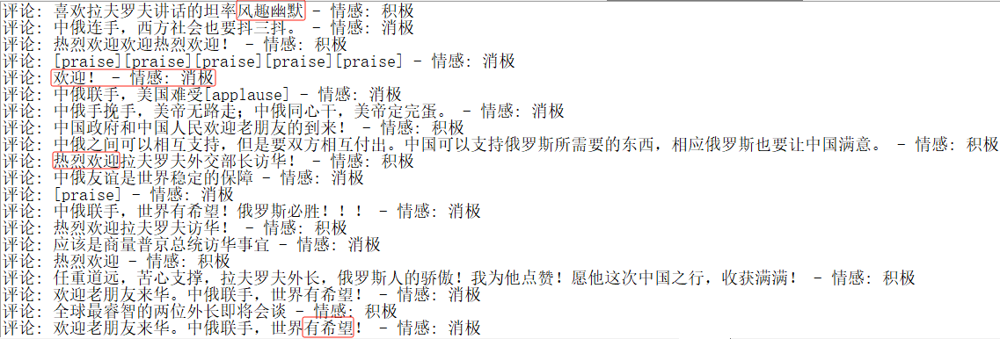 评论: 喜欢拉夫罗夫讲话的坦率风趣幽默 - 情感: 积极
评论: 中俄连手，西方社会也要抖三抖。 - 情感: 消极
评论: 热烈欢迎欢迎热烈欢迎！ - 情感: 积极
评论: [praise][praise][praise][praise][praise] - 情感: 消极
评论: 欢迎！ - 情感: 消极
评论: 中俄联手，美国难受[applause] - 情感: 消极
评论: 中俄手挽手，美帝无路走；中俄同心干，美帝定完蛋。 - 情感: 消极
评论: 中国政府和中国人民欢迎老朋友的到来！ - 情感: 积极
评论: 中俄之间可以相互支持，但是要双方相互付出。中国可以支持俄罗斯所需要的东西，相应俄罗斯也要让中国满意。 - 情感: 积极
评论: 热烈欢迎拉夫罗夫外交部长访华！ - 情感: 积极
评论: 中俄友谊是世界稳定的保障 - 情感: 消极
评论: [praise] - 情感: 消极
评论: 中俄联手，世界有希望！俄罗斯必胜！！！ - 情感: 消极
评论: 热烈欢迎拉夫罗夫访华！ - 情感: 积极
评论: 应该是商量普京总统访华事宜 - 情感: 消极
评论: 热烈欢迎 - 情感: 积极
评论: 任重道远，苦心支撑，拉夫罗夫外长，俄罗斯人的骄傲！我为他点赞！愿他这次中国之行，收获满满！ - 情感: 积极
评论: 欢迎老朋友来华。中俄联手，世界有希望！ - 情感: 消极
评论: 全球最睿智的两位外长即将会谈 - 情感: 积极
评论: 欢迎老朋友来华。中俄联手，世界有希望！ - 情感: 消极